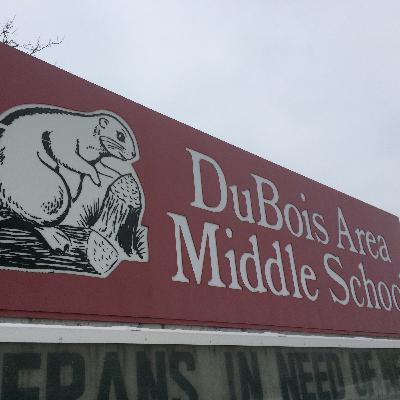 DuBois Area
Middle Schoo
ERANS IN NEED OF